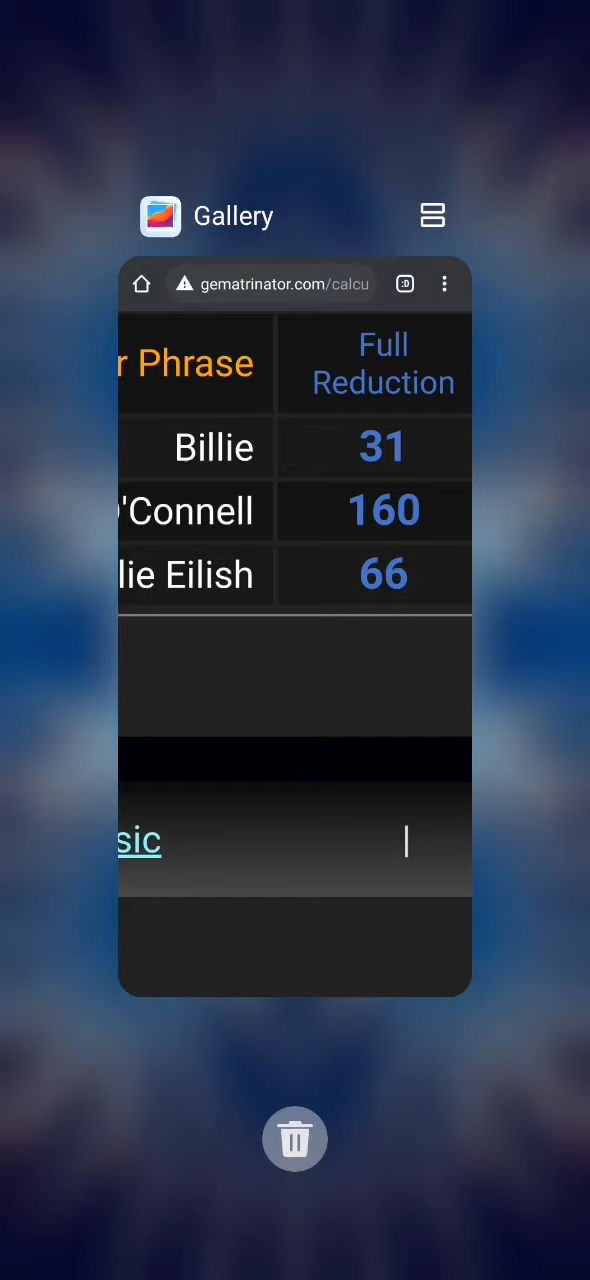 Gallery
gematrinator.com/calcu
:D
r Phrase
Full
Reduction
Billie
31
'Connell
160
lie Eilish
66
sic
|